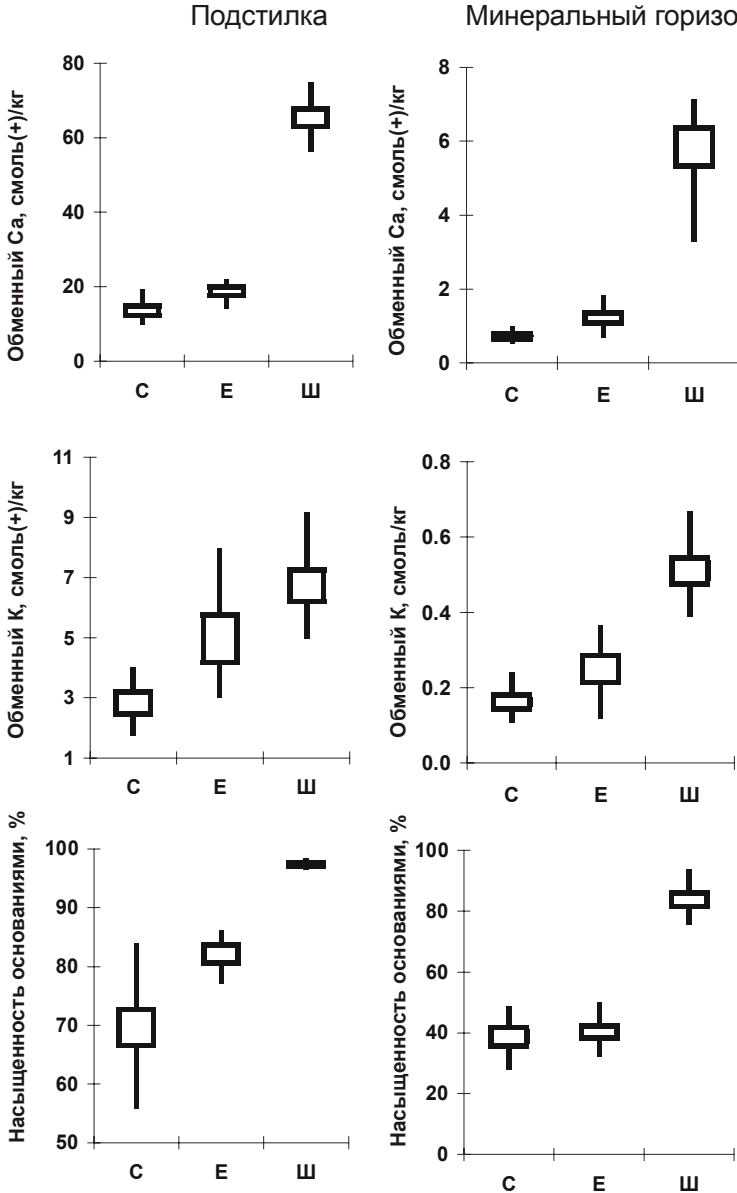 Подстилка
Минеральный горизо
Обменный Са, смоль(+)/кг
80
60
40
20
0
С Е Ш
Обменный Са, смоль(+)/кг
8
6
4
2
0
С Е Ш
Обменный К, смоль(+)/кг
11
9
7
5
3
1
С Е Ш
Обменный К, смоль/кг
0.8
0.6
0.4
0.2
0.0
С Е Ш
Насыщенность основаниями, %
100
90
80
70
60
50
С Е Ш
Насыщенность основаниями, %
100
80
60
40
20
0
С Е Ш